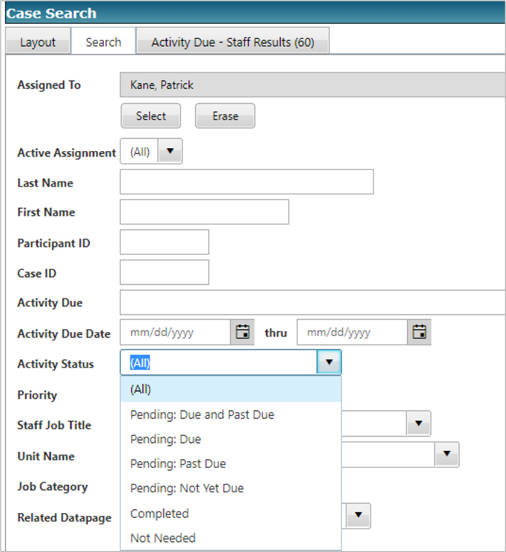 Case Search
Layout Search Activity Due - Staff Results (60)
Assigned To Kane, Patrick
Select Erase
Active Assignment (All)
Last Name
First Name
Participant ID
Case ID
Activity Due
Activity Due Date mm/dd/yyyy thru mm/dd/yyyy
Activity Status (All)
(All)
Priority
Pending: Due and Past Due
Staff Job Title
Pending: Due
Unit Name
Pending: Past Due
Job Category
Pending: Not Yet Due
Completed
Related Datapage
Not Needed